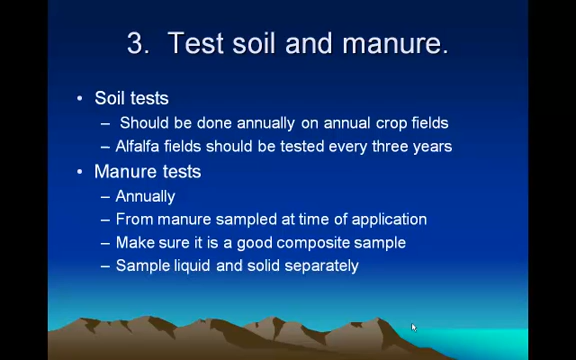 3. Test soil and manure.
• Soil tests
– Should be done annually on annual crop fields
– Alfalfa fields should be tested every three years
• Manure tests
– Annually
– From manure sampled at time of application
– Make sure it is a good composite sample
– Sample liquid and solid separately